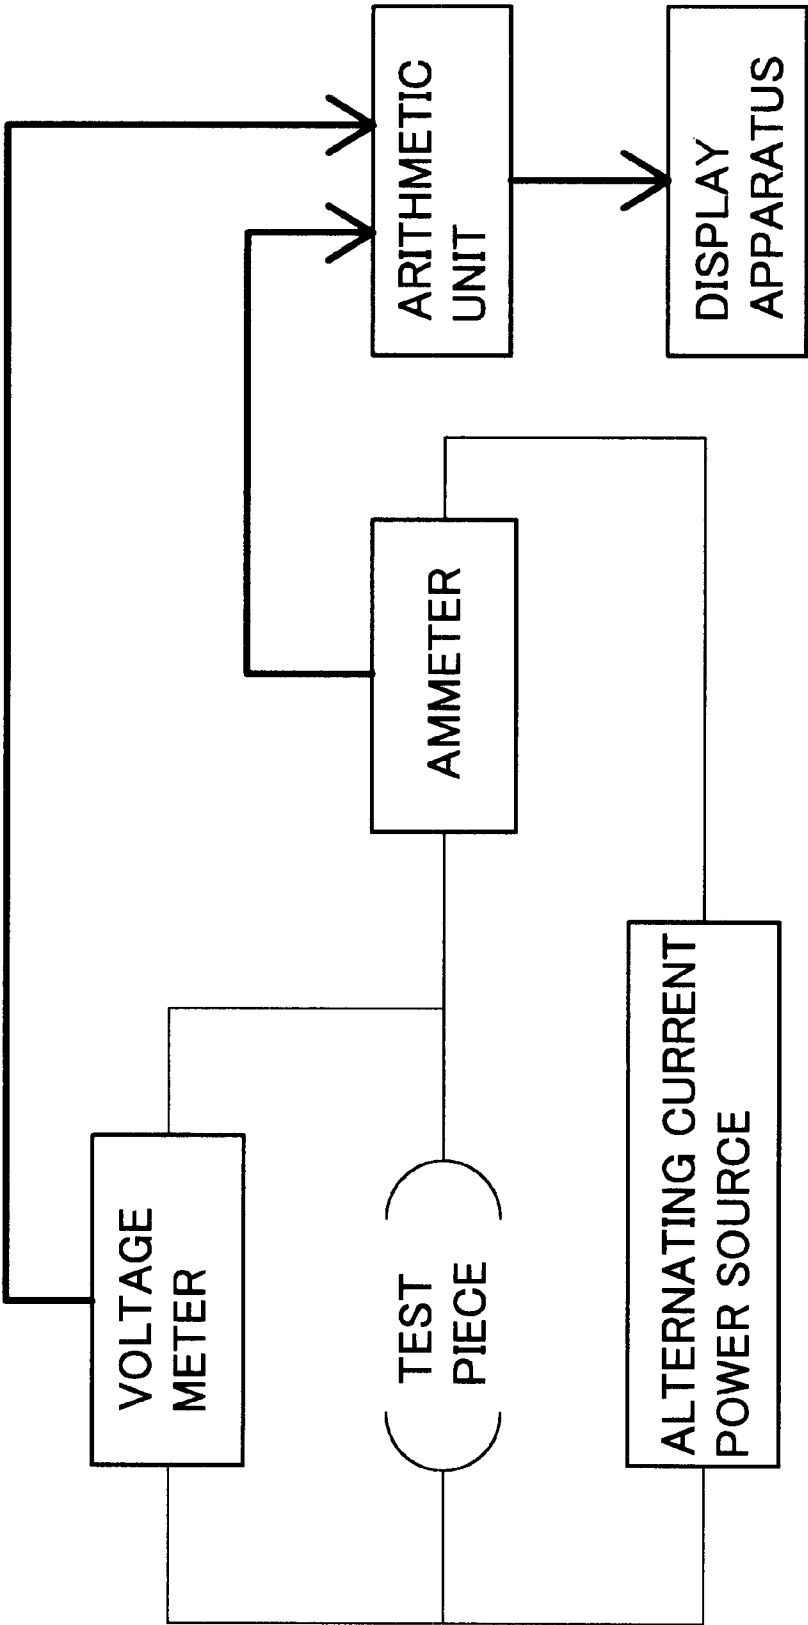 VOLTAGE
METER
TEST
PIECE
ALTERNATING CURRENT
POWER SOURCE
AMMETER
ARITHMETIC
UNIT
DISPLAY
APPARATUS